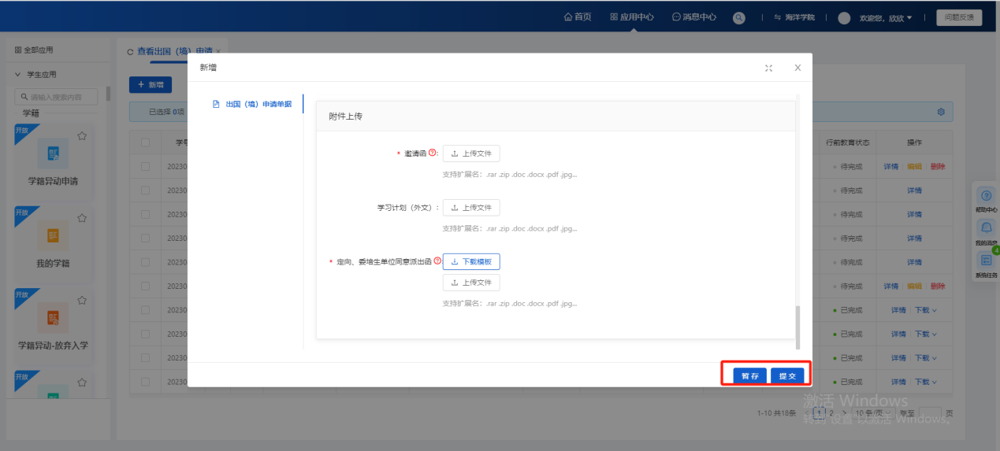 首页 应用中心 消息中心 海洋学院 欢迎您，欣欣 问题反馈
全部应用
学生应用
请输入搜索内容
学籍
开放
学籍异动申请
开放
我的学籍
开放
学籍异动-放弃入学
开放
查看出国（境）申请 ×
+ 新增
已选择 0项
学号
行前教育状态 操作
20230 待完成 详情 编辑 删除
20230 待完成 详情
20230 待完成 详情
20230 待完成 详情
20230 待完成 详情
20230 待完成 详情 编辑 删除
20230 已完成 详情 下载
20230 已完成 详情 下载
20230 已完成 详情 下载
20230 已完成 详情 下载
1-10 共18条 < 1 2 > 10 条/页 跳至 页
新增
出国（境）申请单据
附件上传
* 邀请函 : 上传文件
支持扩展名：.rar .zip .doc .docx .pdf .jpg...
学习计划（外文）: 上传文件
支持扩展名：.rar .zip .doc .docx .pdf .jpg...
* 定向、委培生单位同意派出函 : 下载模板
上传文件
支持扩展名：.rar .zip .doc .docx .pdf .jpg...
暂存 提交
帮助中心
我的消息
4
系统任务
激活 Windows
转到"设置"以激活 Windows。